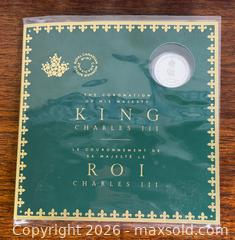 THE CORONATION
OF HIS MAJESTY
KING
CHARLES III
LE COURONNEMENT DE
SA MAJESTÉ LE
ROI
CHARLES III
Copyright 2026 - maxsold.com